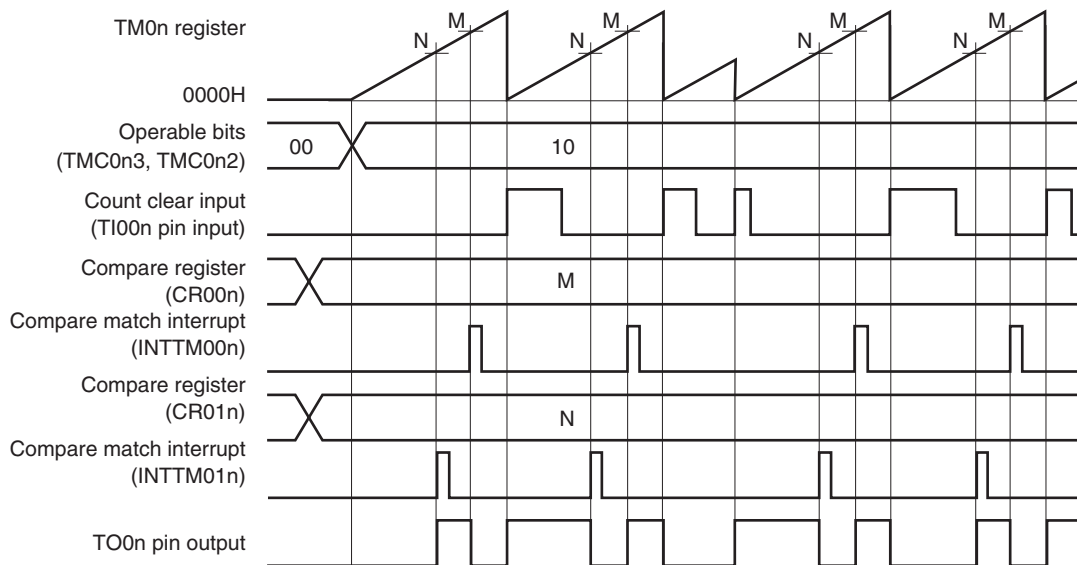 TM0n register
N M N M N M N M
0000H
Operable bits
(TMC0n3, TMC0n2)
00 10
Count clear input
(TI00n pin input)
Compare register
(CR00n)
M
Compare match interrupt
(INTTM00n)
Compare register
(CR01n)
N
Compare match interrupt
(INTTM01n)
TO0n pin output